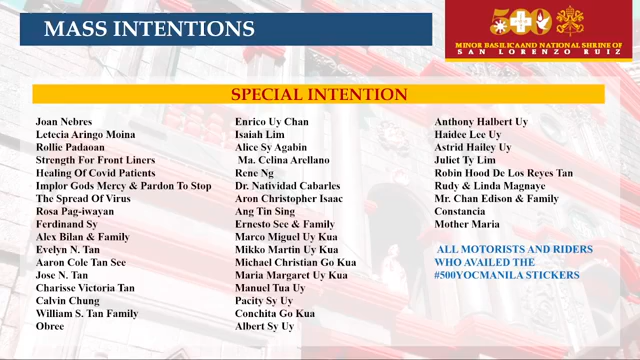 MASS INTENTIONS
500
MINOR BASILICA AND NATIONAL SHRINE OF
SAN LORENZO RUIZ
SPECIAL INTENTION
Joan Nebres
Letecia Aringo Moina
Rollie Padaoan
Strength For Front Liners
Healing Of Covid Patients
Implor Gods Mercy & Pardon To Stop
The Spread Of Virus
Rosa Pag-iwayan
Ferdinand Sy
Alex Bilan & Family
Evelyn N. Tan
Aaron Cole Tan See
Jose N. Tan
Charisse Victoria Tan
Calvin Chung
William S. Tan Family
Obree
Enrico Uy Chan
Isaiah Lim
Alice Sy Agabin
Ma. Celina Arellano
Rene Ng
Dr. Natividad Cabarles
Aron Christopher Isaac
Ang Tin Sing
Ernesto See & Family
Marco Miguel Uy Kua
Mikko Martin Uy Kua
Michael Christian Go Kua
Maria Margaret Uy Kua
Manuel Tua Uy
Pacity Sy Uy
Conchita Go Kua
Albert Sy Uy
Anthony Halbert Uy
Haidee Lee Uy
Astrid Hailey Uy
Juliet Ty Lim
Robin Hood De Los Reyes Tan
Rudy & Linda Magnaye
Mr. Chan Edison & Family
Constancia
Mother Maria
ALL MOTORISTS AND RIDERS
WHO AVAILED THE
#500YOCMANILA STICKERS